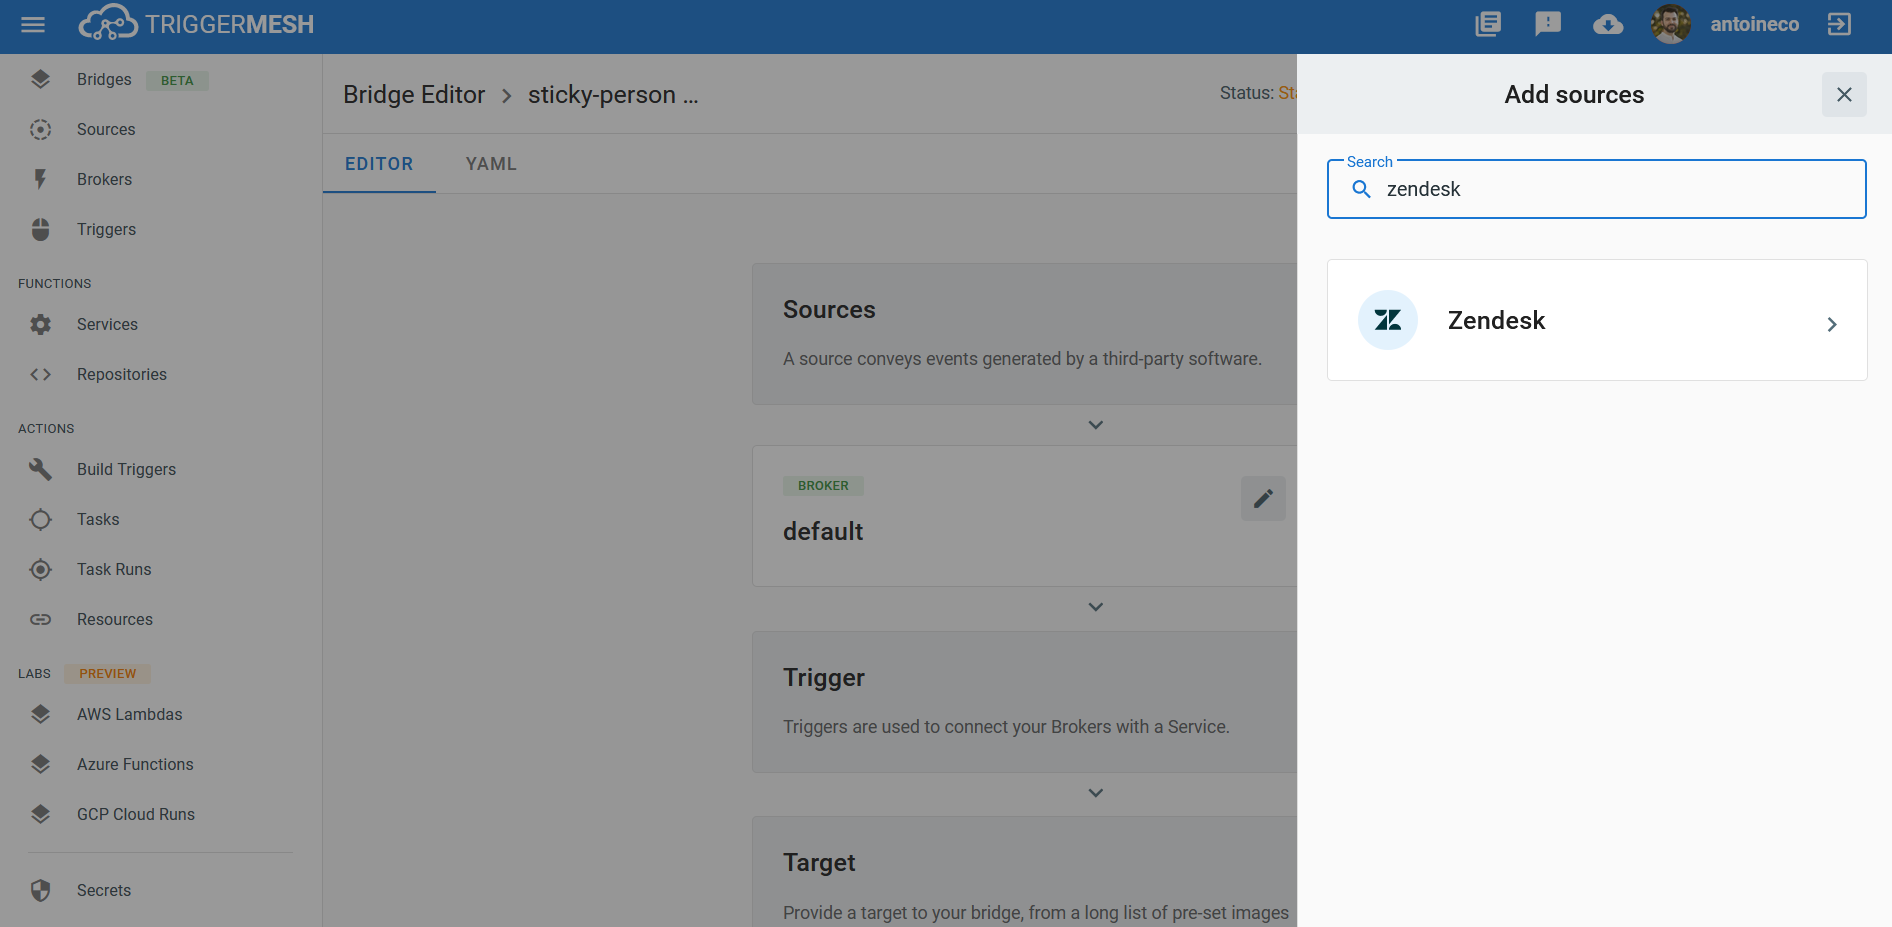 TRIGGERMESH
antoineco
Bridges BETA
Sources
Brokers
Triggers
FUNCTIONS
Services
Repositories
ACTIONS
Build Triggers
Tasks
Task Runs
Resources
LABS PREVIEW
AWS Lambdas
Azure Functions
GCP Cloud Runs
Secrets
Bridge Editor > sticky-person ...
Status: Sta
EDITOR YAML
Sources
A source conveys events generated by a third-party software.
BROKER
default
Trigger
Triggers are used to connect your Brokers with a Service.
Target
Provide a target to your bridge, from a long list of pre-set images
Add sources
Search
zendesk
Zendesk